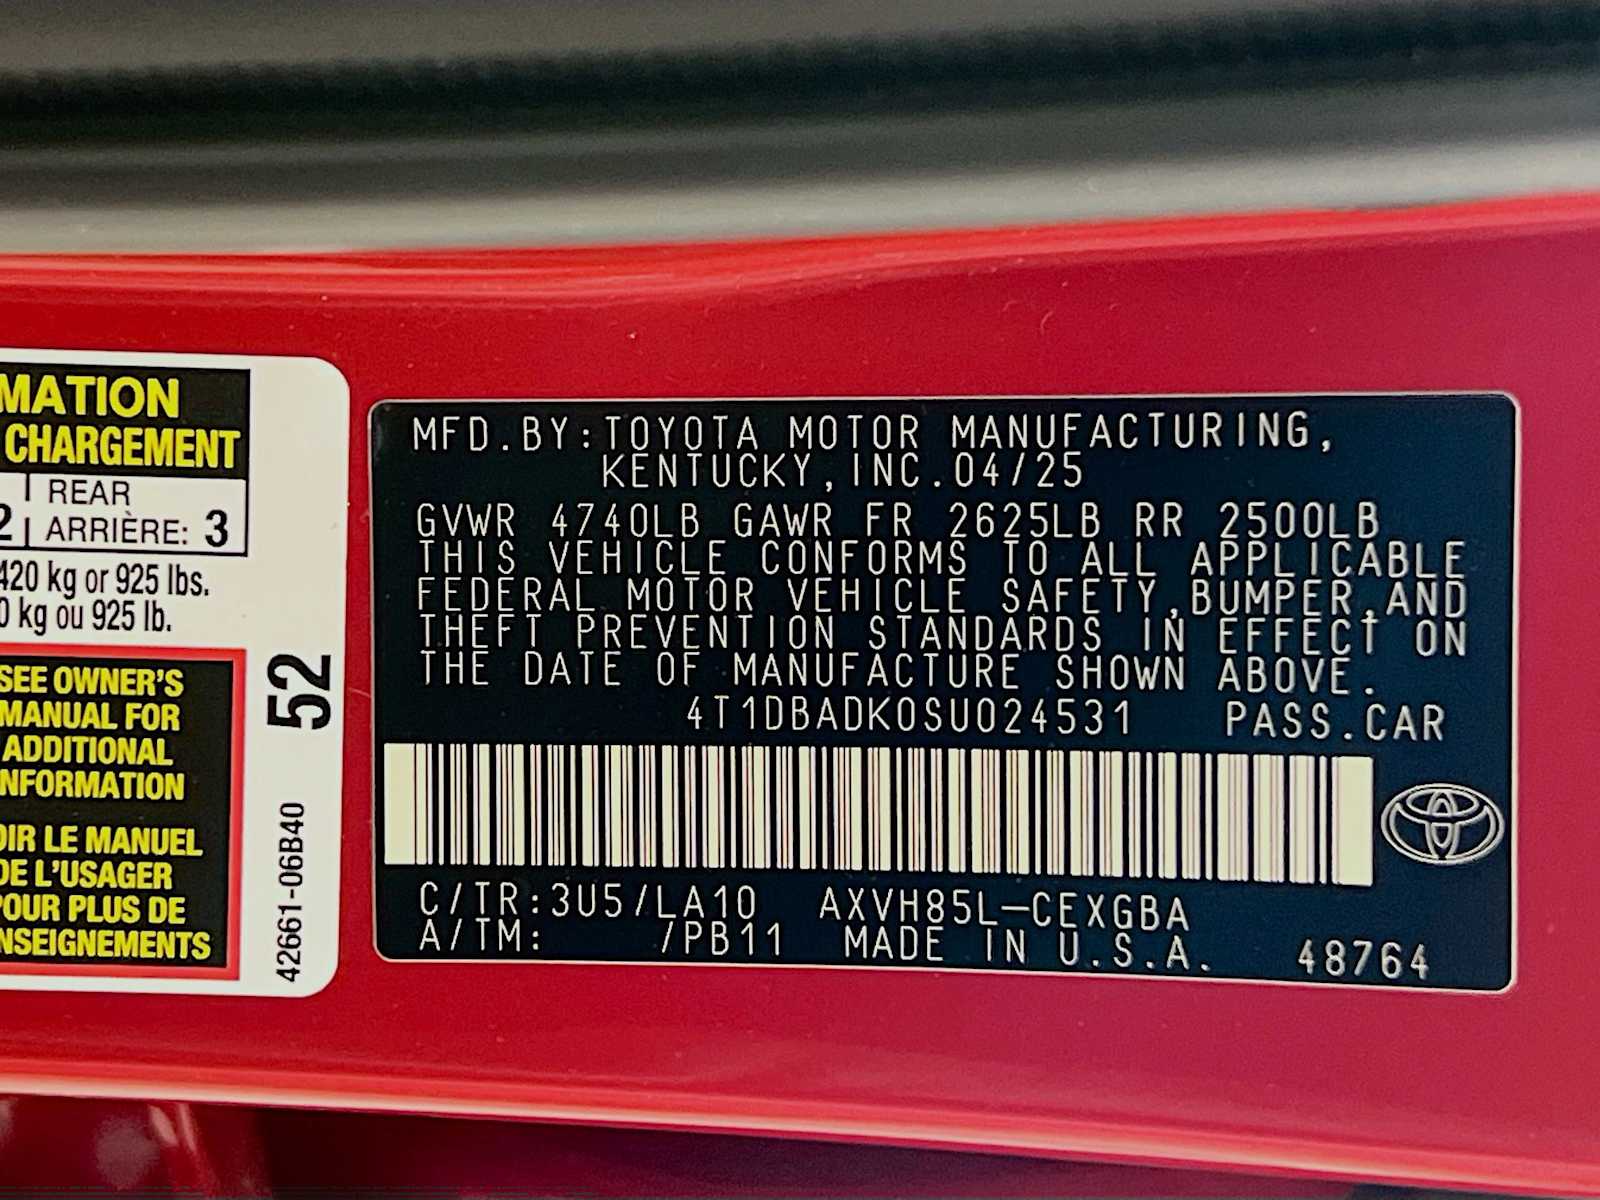 MATION
CHARGEMENT
2 REAR
ARRIÈRE: 3
420 kg or 925 lbs.
0 kg ou 925 lb.
SEE OWNER'S
MANUAL FOR
ADDITIONAL
NFORMATION
OIR LE MANUEL
DE L'USAGER
POUR PLUS DE
NSEIGNEMENTS
52
42661-06B40
MFD.BY:TOYOTA MOTOR MANUFACTURING,
KENTUCKY,INC.04/25
GVWR 4740LB GAWR FR 2625LB RR 2500LB
THIS VEHICLE CONFORMS TO ALL APPLICABLE
FEDERAL MOTOR VEHICLE SAFETY,BUMPER,AND
THEFT PREVENTION STANDARDS IN EFFECT ON
THE DATE OF MANUFACTURE SHOWN ABOVE.
4T1DBADK0SU024531 PASS.CAR
C/TR:3U5/LA10 AXVH85L-CEXGBA
A/TM: /PB11 MADE IN U.S.A. 48764